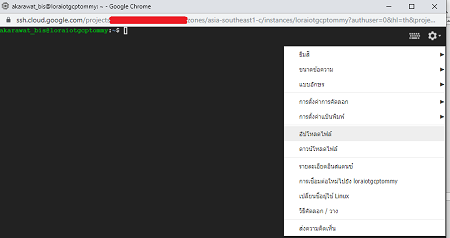 akarawat_bis@loraiotgcptommy: ~ - Google Chrome
ssh.cloud.google.com/projects/zones/asia-southeast1-c/instances/loraiotgcptommy?authuser=0&hl=th&proje...
akarawat_bis@loraiotgcptommy:~$
ธีมสี
ขนาดข้อความ
แบบอักษร
การตั้งค่าการคัดลอก
การตั้งค่าแป้นพิมพ์
อัปโหลดไฟล์
ดาวน์โหลดไฟล์
รายละเอียดอินสแตนซ์
การเชื่อมต่อใหม่ไปยัง loraiotgcptommy
เปลี่ยนชื่อผู้ใช้ Linux
วิธีคัดลอก / วาง
ส่งความคิดเห็น